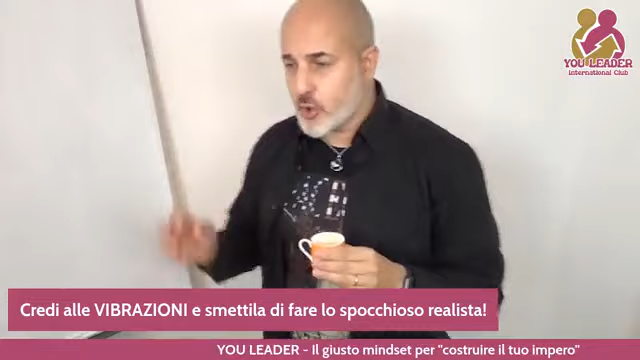 YOU LEADER
International Club
Credi alle VIBRAZIONI e smettila di fare lo spocchioso realista!
YOU LEADER - Il giusto mindset per "costruire il tuo impero"